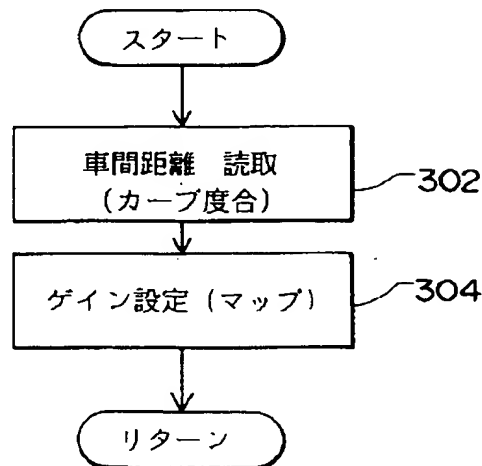 スタート
車間距離 読取
(カーブ度合)
302
ゲイン設定(マップ)
304
リターン